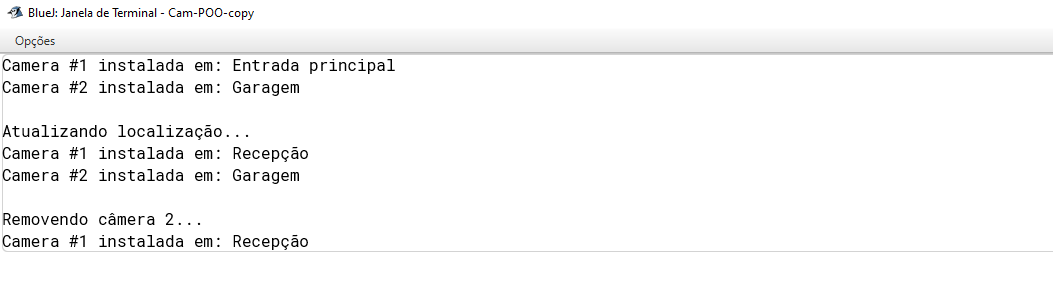 BlueJ: Janela de Terminal - Cam-POO-copy
Opções
Camera #1 instalada em: Entrada principal
Camera #2 instalada em: Garagem
Atualizando localização...
Camera #1 instalada em: Recepção
Camera #2 instalada em: Garagem
Removendo câmera 2...
Camera #1 instalada em: Recepção